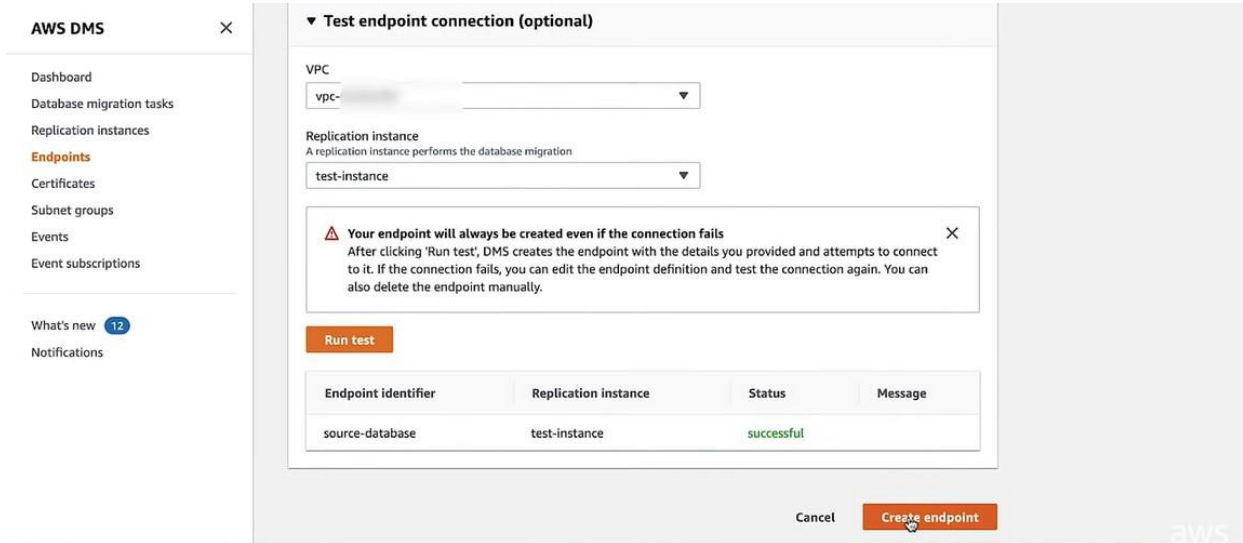 AWS DMS
Dashboard
Database migration tasks
Replication instances
Endpoints
Certificates
Subnet groups
Events
Event subscriptions
What's new 12
Notifications
Test endpoint connection (optional)
VPC
vpc-
Replication instance
A replication instance performs the database migration
test-instance
Your endpoint will always be created even if the connection fails
After clicking 'Run test', DMS creates the endpoint with the details you provided and attempts to connect
to it. If the connection fails, you can edit the endpoint definition and test the connection again. You can
also delete the endpoint manually.
Run test
Endpoint identifier Replication instance Status Message
source-database test-instance successful
Cancel Create endpoint
aws